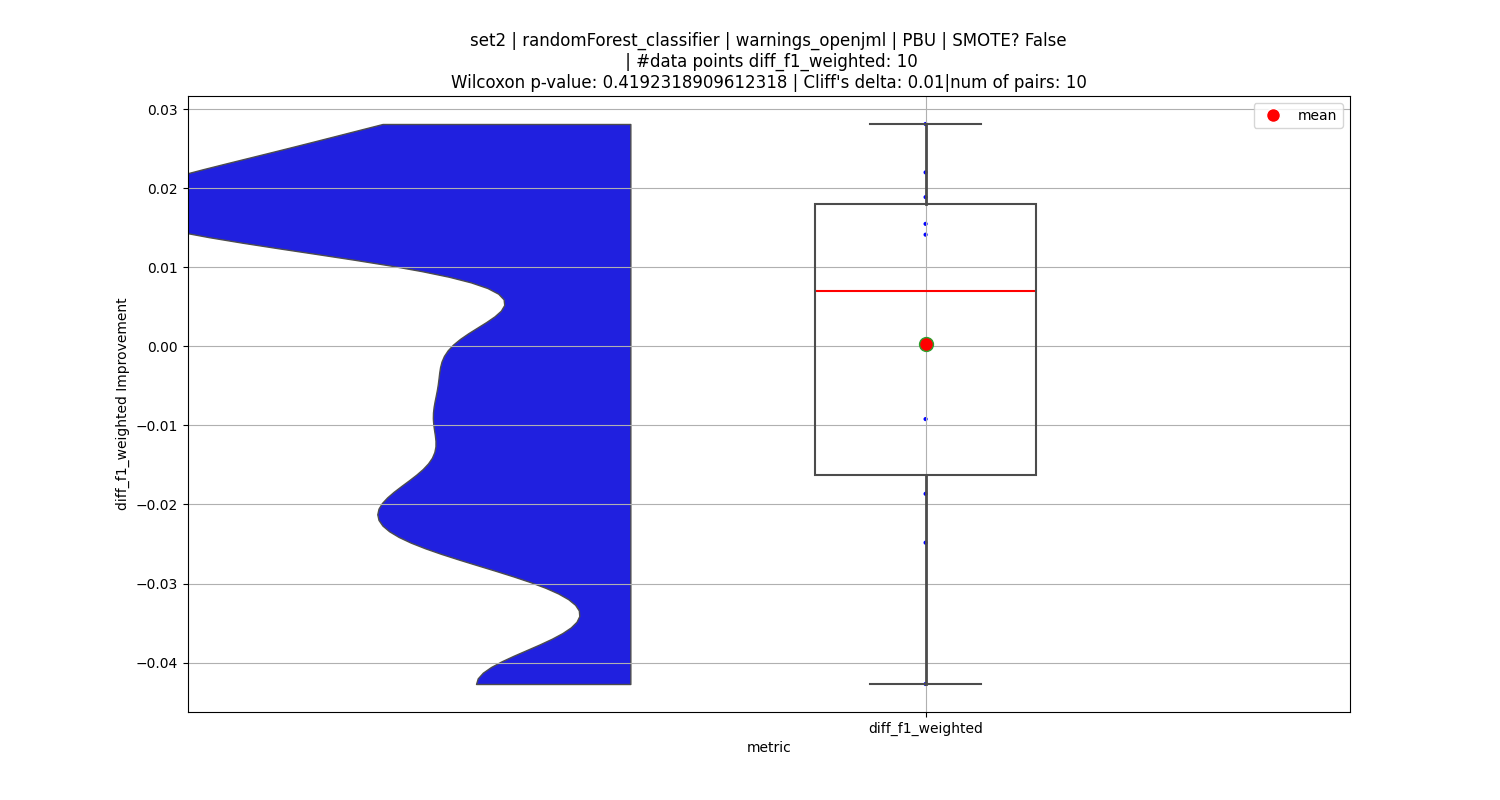 set2 | randomForest_classifier | warnings_openjml | PBU | SMOTE? False
| #data points diff_f1_weighted: 10
Wilcoxon p-value: 0.4192318909612318 | Cliff's delta: 0.01|num of pairs: 10
mean
0.03
0.02
0.01
0.00
−0.01
−0.02
−0.03
−0.04
diff_f1_weighted Improvement
diff_f1_weighted
metric